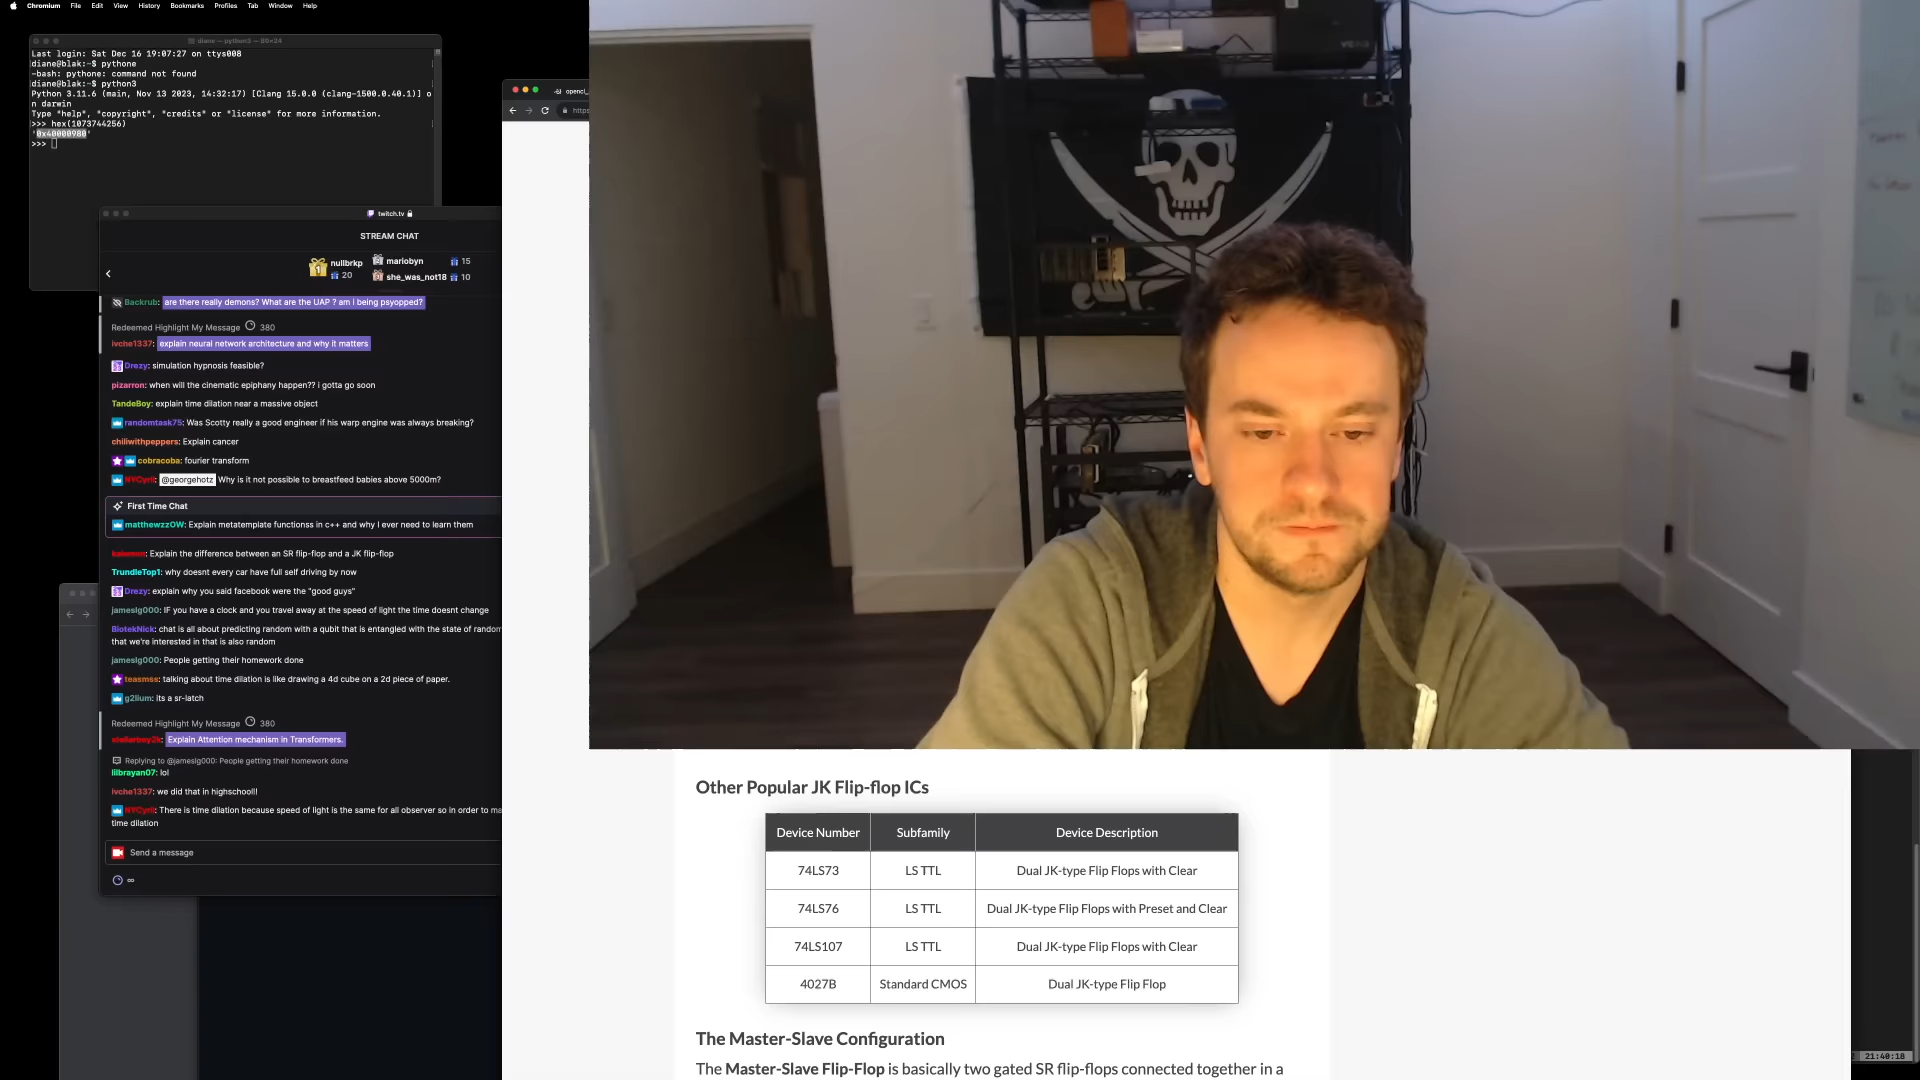 Chromium File Edit View History Bookmarks Profiles Tab Window Help
diane — python3 — 80×24
Last login: Sat Dec 16 19:07:27 on ttys008
diane@blak:~$ pythone
-bash: pythone: command not found
diane@blak:~$ python3
Python 3.11.6 (main, Nov 13 2023, 14:32:17) [Clang 15.0.0 (clang-1500.0.40.1)] o
n darwin
Type "help", "copyright", "credits" or "license" for more information.
>>> hex(1073744256)
'0x40000980'
>>>
twitch.tv
STREAM CHAT
nullbrkp 20
mariobyn 15
she_was_not18 10
Backrub: are there really demons? What are the UAP ? am i being psyopped?
Redeemed Highlight My Message 380
ivche1337: explain neural network architecture and why it matters
Drezy: simulation hypnosis feasible?
pizarron: when will the cinematic epiphany happen?? i gotta go soon
TandeBoy: explain time dilation near a massive object
randomtask75: Was Scotty really a good engineer if his warp engine was always breaking?
chiliwithpeppers: Explain cancer
cobracoba: fourier transform
NYCyril: @georgehotz Why is it not possible to breastfeed babies above 5000m?
First Time Chat
matthewzzOW: Explain metatemplate functionss in c++ and why I ever need to learn them
Explain the difference between an SR flip-flop and a JK flip-flop
TrundleTop1: why doesnt every car have full self driving by now
Drezy: explain why you said facebook were the "good guys"
jameslg000: IF you have a clock and you travel away at the speed of light the time doesnt change
BiotekNick: chat is all about predicting random with a qubit that is entangled with the state of random
that we're interested in that is also random
jameslg000: People getting their homework done
teasmss: talking about time dilation is like drawing a 4d cube on a 2d piece of paper.
g2lium: its a sr-latch
Redeemed Highlight My Message 380
Explain Attention mechanism in Transformers.
Replying to @jameslg000: People getting their homework done
lilbrayan07: lol
ivche1337: we did that in highschool!!
NYCyril: There is time dilation because speed of light is the same for all observer so in order to ma
time dilation
Send a message
∞
opencl_
https
Other Popular JK Flip-flop ICs
Device Number Subfamily Device Description
74LS73 LS TTL Dual JK-type Flip Flops with Clear
74LS76 LS TTL Dual JK-type Flip Flops with Preset and Clear
74LS107 LS TTL Dual JK-type Flip Flops with Clear
4027B Standard CMOS Dual JK-type Flip Flop
The Master-Slave Configuration
The Master-Slave Flip-Flop is basically two gated SR flip-flops connected together in a
21:40:18